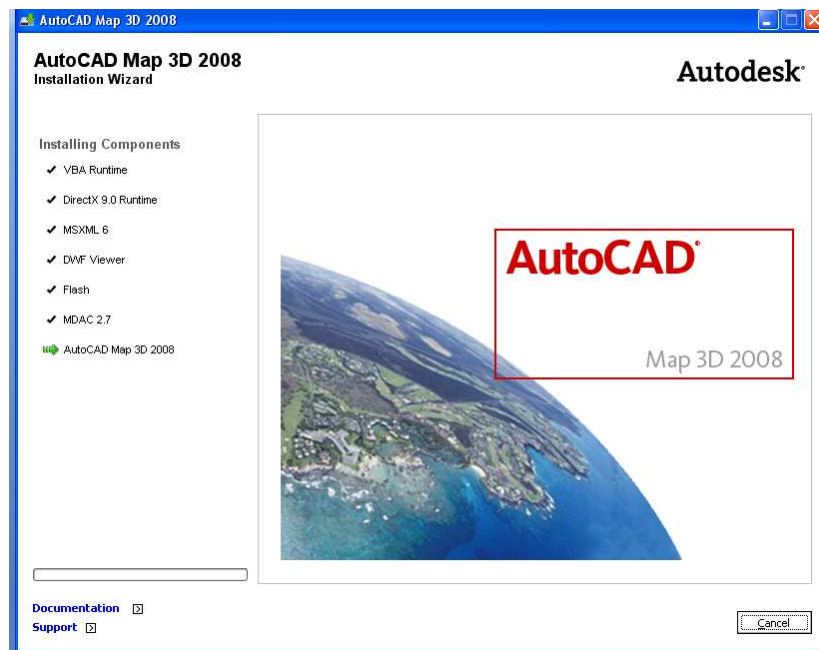 AutoCAD Map 3D 2008
AutoCAD Map 3D 2008
Installation Wizard
Autodesk®
Installing Components
VBA Runtime
DirectX 9.0 Runtime
MSXML 6
DWF Viewer
Flash
MDAC 2.7
AutoCAD Map 3D 2008
AutoCAD®
Map 3D 2008
Documentation
Support
Cancel